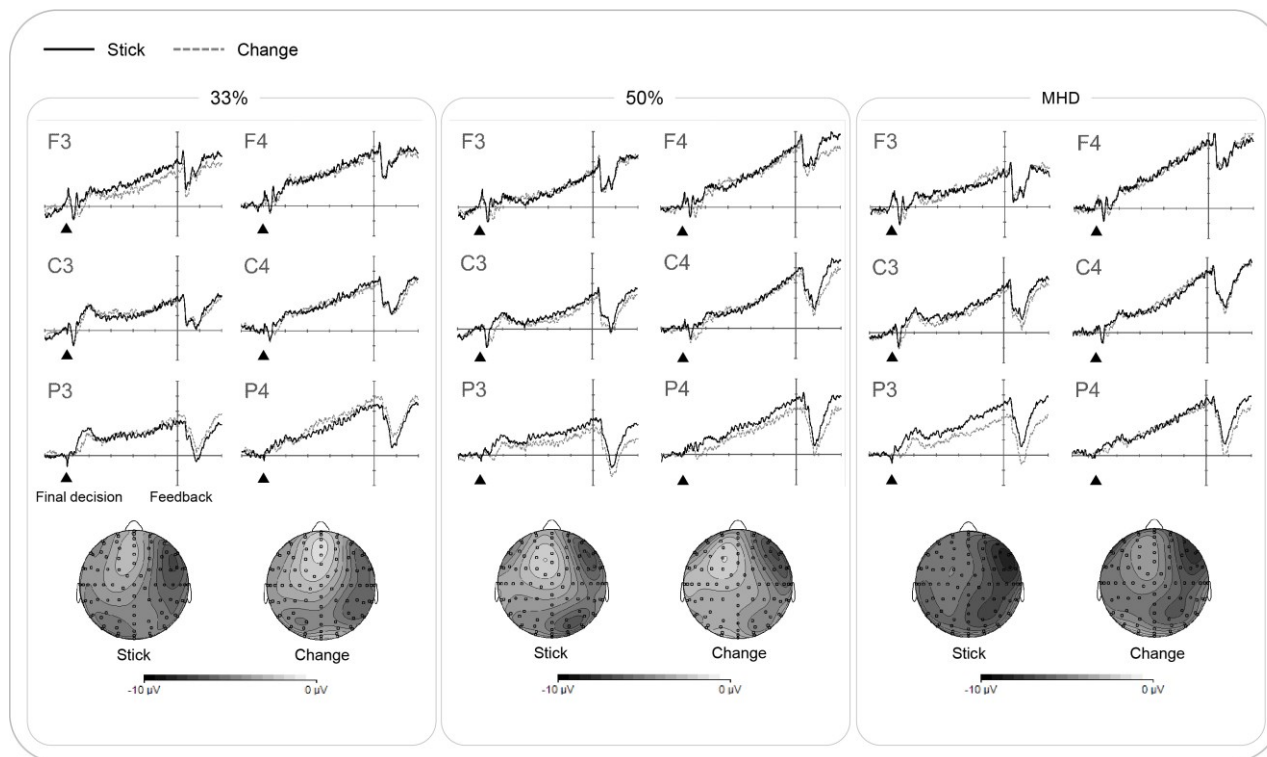 Stick Change
33% 50% MHD
F3 F4 F3 F4 F3 F4
C3 C4 C3 C4 C3 C4
P3 P4 P3 P4 P3 P4
Final decision Feedback
Stick Change Stick Change Stick Change
-10 µV 0 µV -10 µV 0 µV -10 µV 0 µV